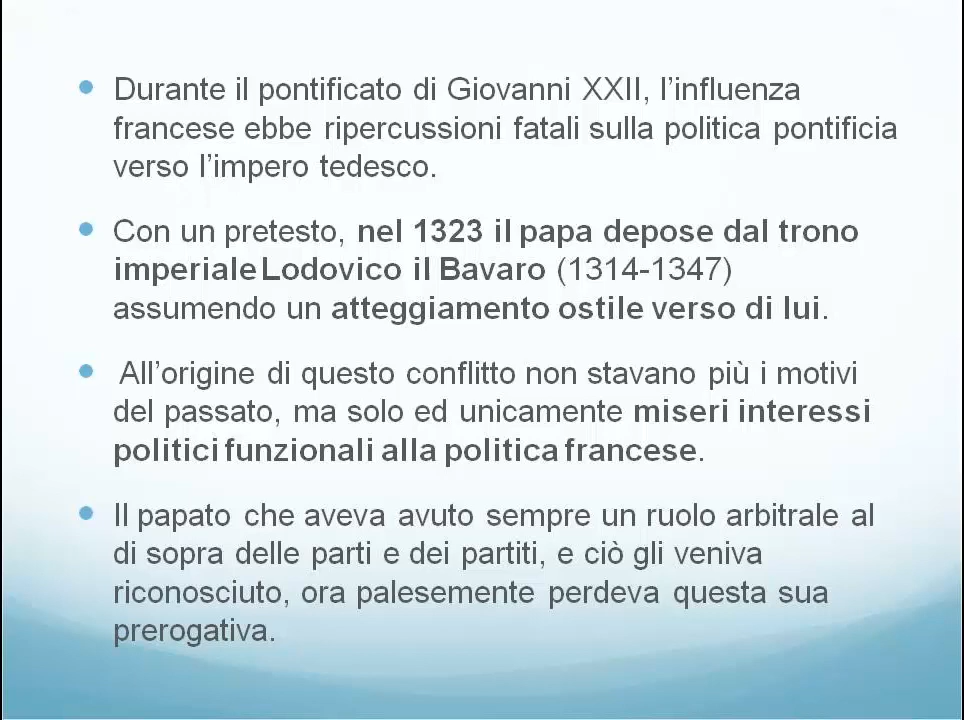 Durante il pontificato di Giovanni XXII, l'influenza
francese ebbe ripercussioni fatali sulla politica pontificia
verso l'impero tedesco.
Con un pretesto, nel 1323 il papa depose dal trono
imperiale Lodovico il Bavaro (1314-1347)
assumendo un atteggiamento ostile verso di lui.
All'origine di questo conflitto non stavano più i motivi
del passato, ma solo ed unicamente miseri interessi
politici funzionali alla politica francese.
Il papato che aveva avuto sempre un ruolo arbitrale al
di sopra delle parti e dei partiti, e ciò gli veniva
riconosciuto, ora palesemente perdeva questa sua
prerogativa.